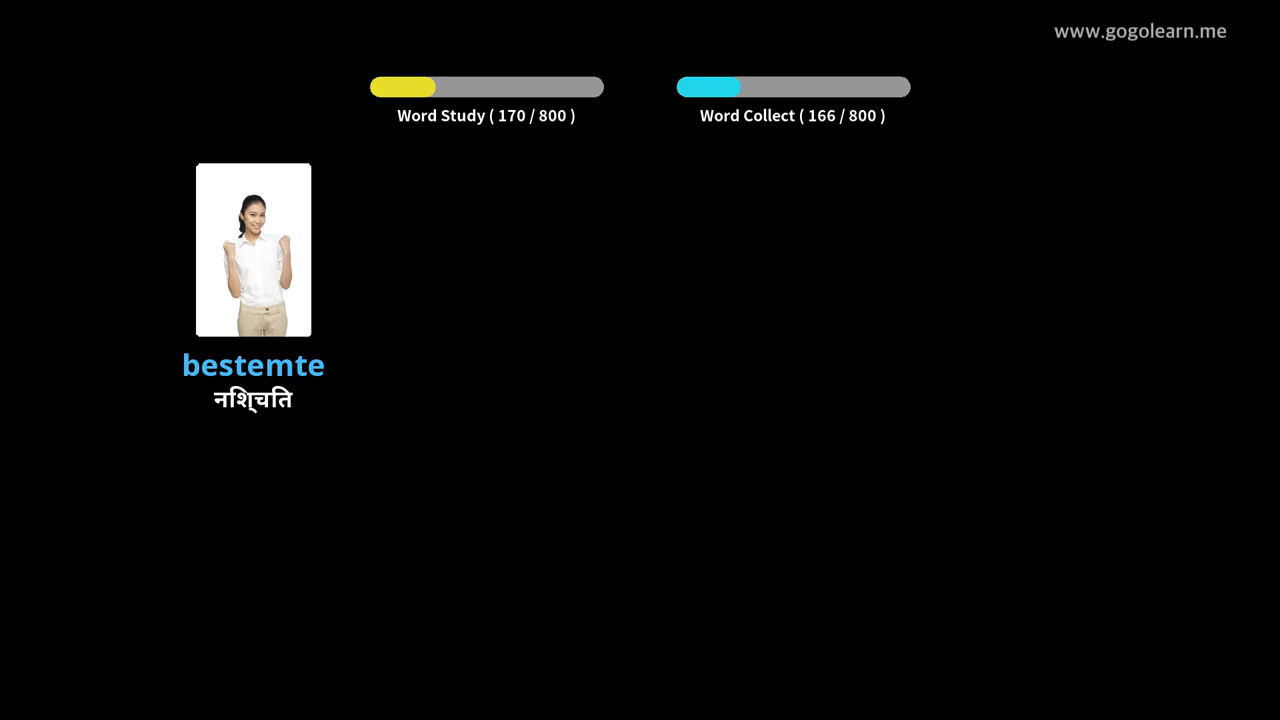 www.gogolearn.me
Word Study ( 170 / 800 )
Word Collect ( 166 / 800 )
bestemte
नशि्चति